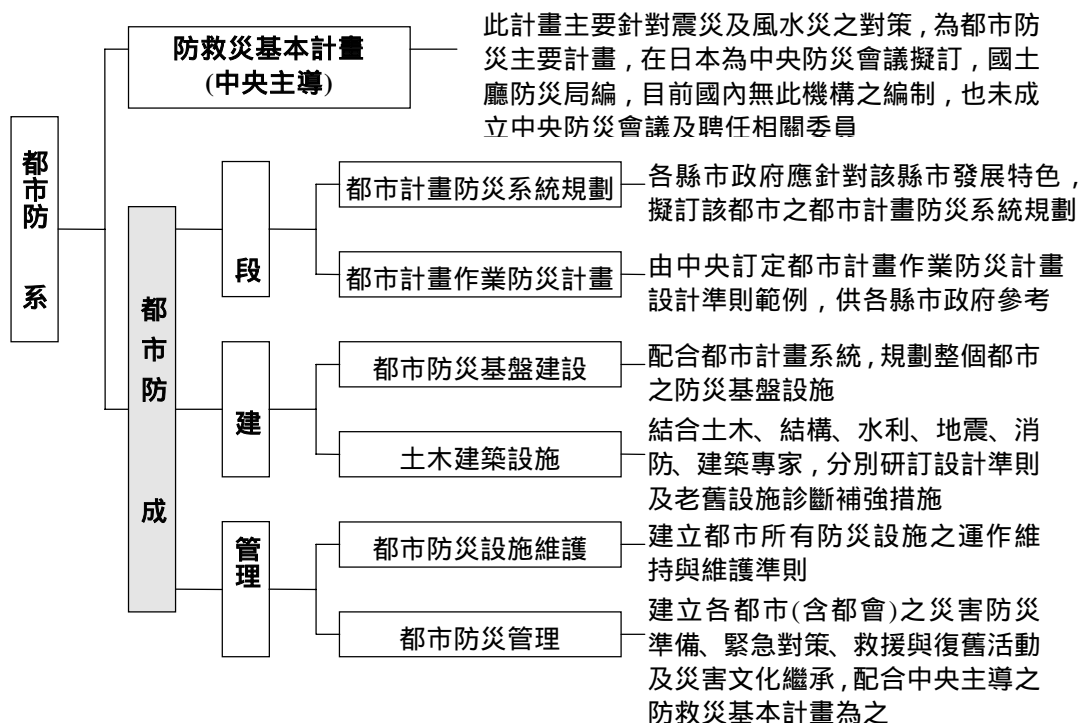 防救災基本計畫
(中央主導)
此計畫主要針對震災及風水災之對策，為都市防
災主要計畫，在日本為中央防災會議擬訂，國土
廳防災局編，目前國內無此機構之編制，也未成
立中央防災會議及聘任相關委員
都市防 系
都市防 成
段
都市計畫防災系統規劃
各縣市政府應針對該縣市發展特色，
擬訂該都市之都市計畫防災系統規劃
都市計畫作業防災計畫
由中央訂定都市計畫作業防災計畫
設計準則範例，供各縣市政府參考
建
都市防災基盤建設
配合都市計畫系統，規劃整個都市
之防災基盤設施
土木建築設施
結合土木、結構、水利、地震、消
防、建築專家，分別研訂設計準則
及老舊設施診斷補強措施
管理
都市防災設施維護
建立都市所有防災設施之運作維
持與維護準則
都市防災管理
建立各都市(含都會)之災害防災
準備、緊急對策、救援與復舊活動
及災害文化繼承，配合中央主導之
防救災基本計畫為之